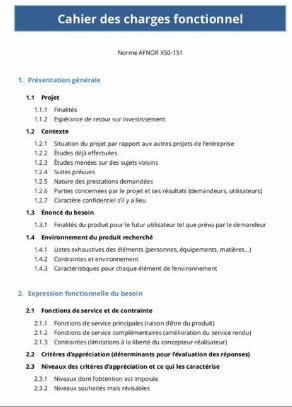 Cahier des charges fonctionnel
Norme AFNOR X50-151
1. Présentation générale
1.1 Projet
1.1.1 Finalités
1.1.2 Espérance de retour sur investissement
1.2 Contexte
1.2.1 Situation du projet par rapport aux autres projets de l'entreprise
1.2.2 Études déjà effectuées
1.2.3 Études menées sur des sujets voisins
1.2.4 Suites prévues
1.2.5 Nature des prestations demandées
1.2.6 Parties concernées par le projet et ses résultats (demandeurs, utilisateurs)
1.2.7 Caractère confidentiel s'il y a lieu
1.3 Énoncé du besoin
1.3.1 Finalités du produit pour le futur utilisateur tel que prévu par le demandeur
1.4 Environnement du produit recherché
1.4.1 Listes exhaustives des éléments (personnes, équipements, matières...)
1.4.2 Contraintes et environnement
1.4.3 Caractéristiques pour chaque élément de l'environnement
2. Expression fonctionnelle du besoin
2.1 Fonctions de service et de contrainte
2.1.1 Fonctions de service principales (raison d'être du produit)
2.1.2 Fonctions de service complémentaires (amélioration du service rendu)
2.1.3 Contraintes (limitations à la liberté du concepteur-réalisateur)
2.2 Critères d'appréciation (déterminants pour l'évaluation des réponses)
2.3 Niveaux des critères d'appréciation et ce qui les caractérise
2.3.1 Niveaux dont l'obtention est imposée
2.3.2 Niveaux souhaités mais révisables